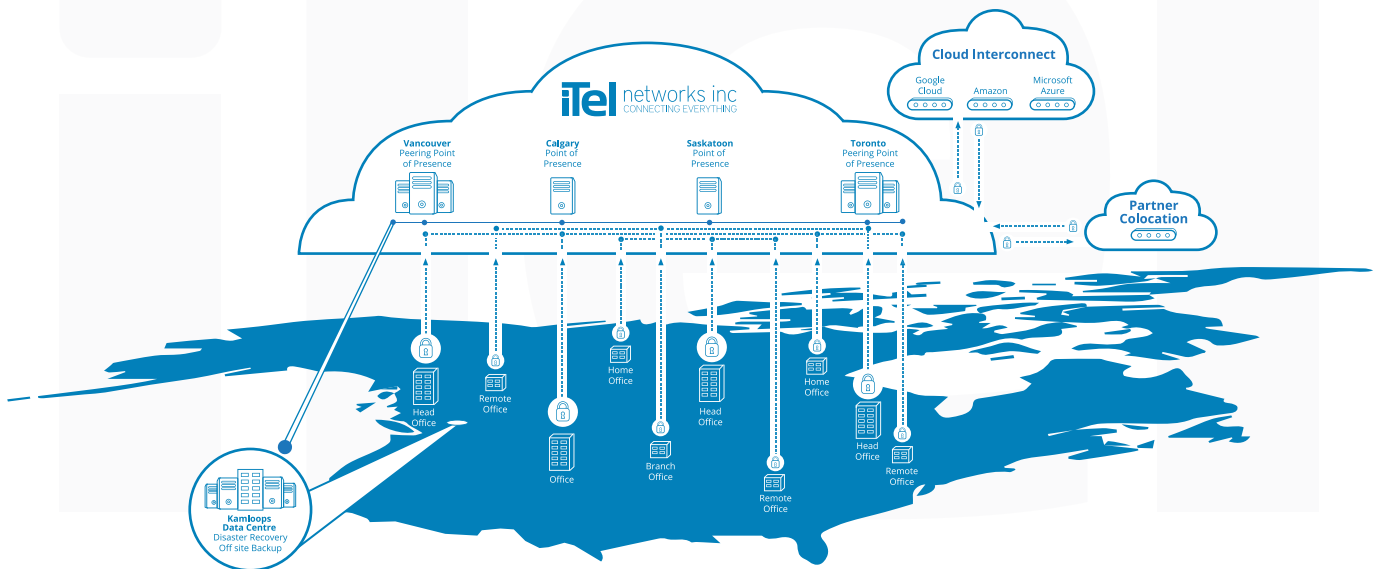 iTel networks inc
CONNECTING EVERYTHING
Cloud Interconnect
Google
Cloud
Amazon
Microsoft
Azure
Vancouver
Peering Point
of Presence
Calgary
Point of
Presence
Saskatoon
Point of
Presence
Toronto
Peering Point
of Presence
Partner
Colocation
Head
Office
Remote
Office
Office
Home
Office
Branch
Office
Head
Office
Remote
Office
Home
Office
Head
Office
Remote
Office
Kamloops
Data Centre
Disaster Recovery
Off site Backup